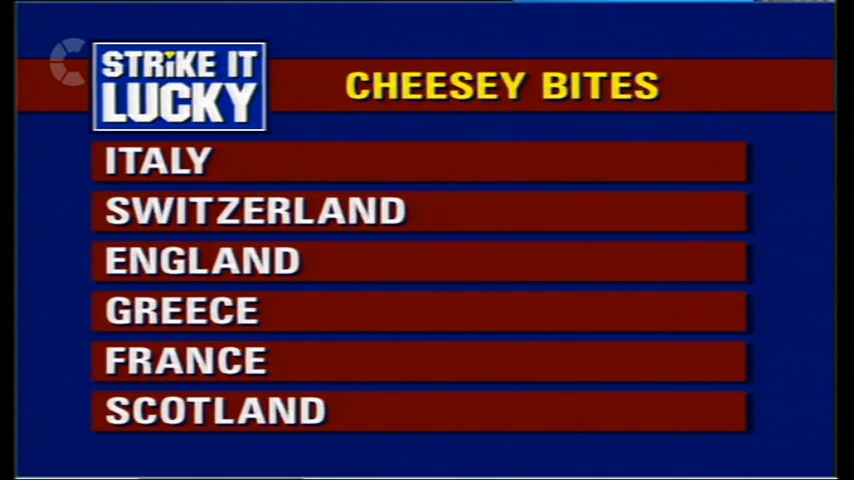 STRIKE IT
LUCKY
CHEESEY BITES
ITALY
SWITZERLAND
ENGLAND
GREECE
FRANCE
SCOTLAND